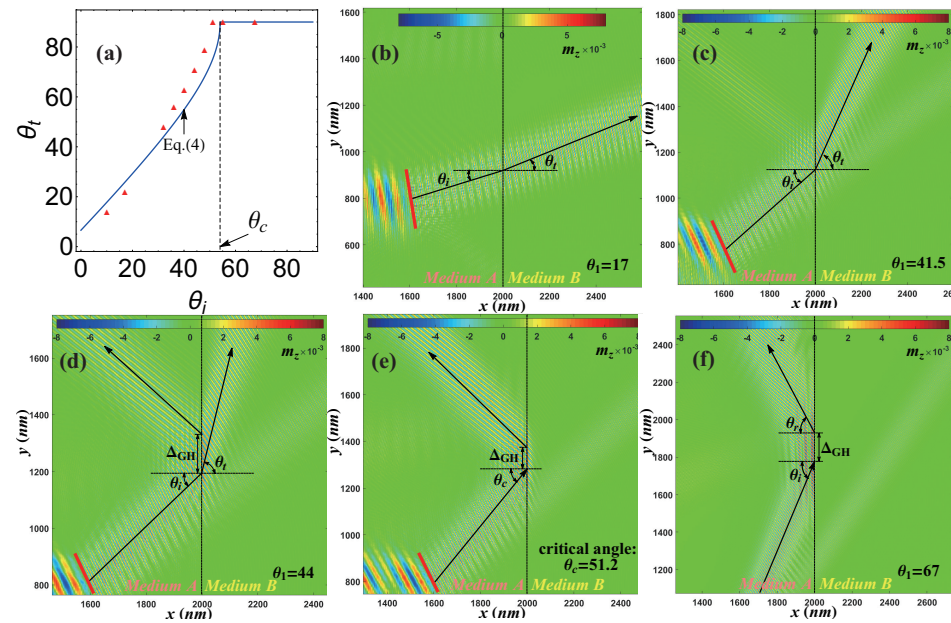 (a)
80
60
40
20
0
θt
Eq.(4)
θc
0 20 40 60 80
θi
(b)
-5 0 5
mz ×10⁻³
1600
1400
1200
1000
800
600
y (nm)
θi
θt
θ1=17
Medium A Medium B
1400 1600 1800 2000 2200 2400
x (nm)
(c)
-8 -6 -4 -2 0 2 4 6 8
mz ×10⁻³
1600
1400
1200
1000
800
y (nm)
θi
θt
θ1=41.5
Medium A Medium B
1600 1800 2000 2200 2400
x (nm)
(d)
-8 -6 -4 -2 0 2 4 6 8
mz ×10⁻³
1600
1400
1200
1000
800
y (nm)
ΔGH
θi
θt
θ1=44
Medium A Medium B
1600 1800 2000 2200 2400
x (nm)
(e)
-8 -6 -4 -2 0 2 4 6 8
mz ×10⁻³
1800
1600
1400
1200
1000
800
y (nm)
ΔGH
θc
critical angle:
θc=51.2
Medium A Medium B
1400 1600 1800 2000 2200 2400
x (nm)
(f)
-8 -6 -4 -2 0 2 4 6 8
mz ×10⁻³
2400
2200
2000
1800
1600
1400
1200
y (nm)
θr
ΔGH
θi
θ1=67
Medium A Medium B
1600 1800 2000 2200 2400
x (nm)